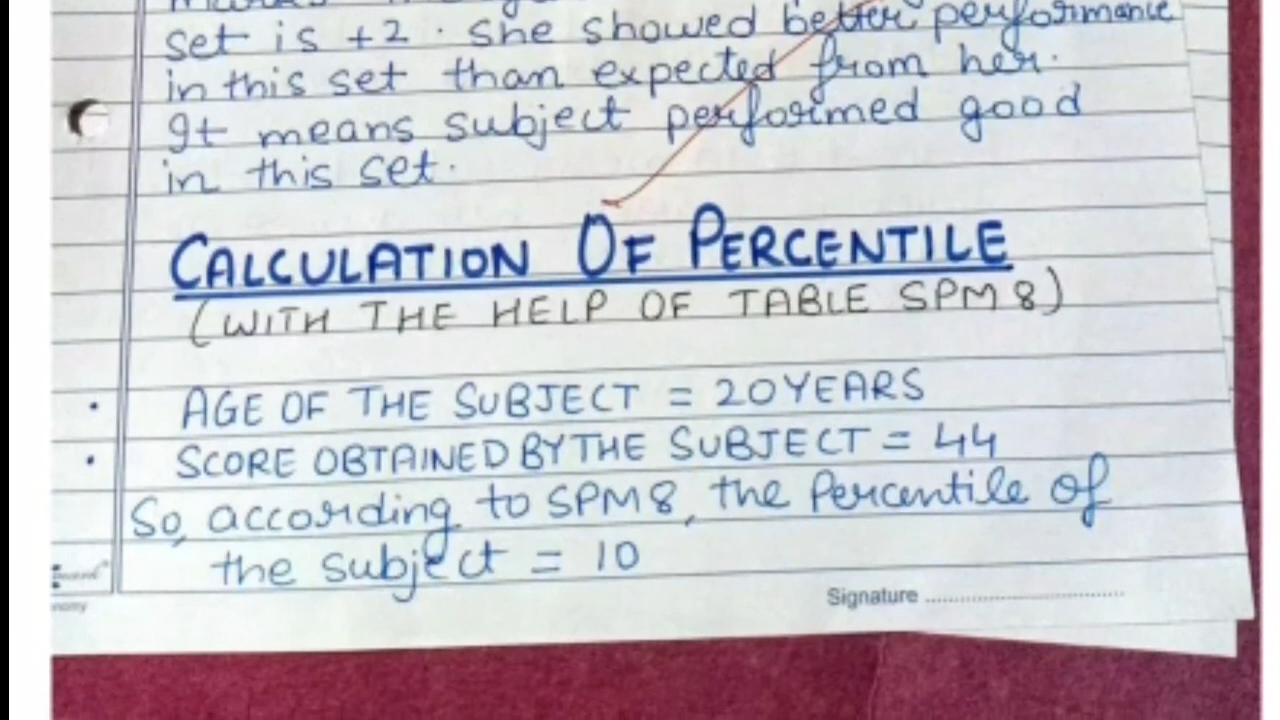 set is +2. She showed better performance
in this set than expected from her.
It means subject performed good
in this set.
CALCULATION OF PERCENTILE
(WITH THE HELP OF TABLE SPM 8)
• AGE OF THE SUBJECT = 20 YEARS
• SCORE OBTAINED BY THE SUBJECT = 44
So, according to SPM 8, the Percentile of
the subject = 10
Signature ..............................